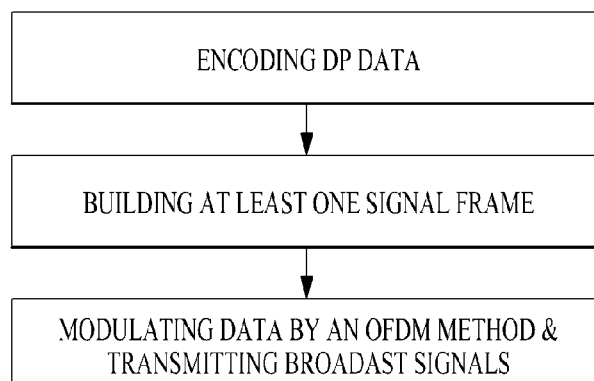 ENCODING DP DATA
BUILDING AT LEAST ONE SIGNAL FRAME
MODULATING DATA BY AN OFDM METHOD &
TRANSMITTING BROADAST SIGNALS